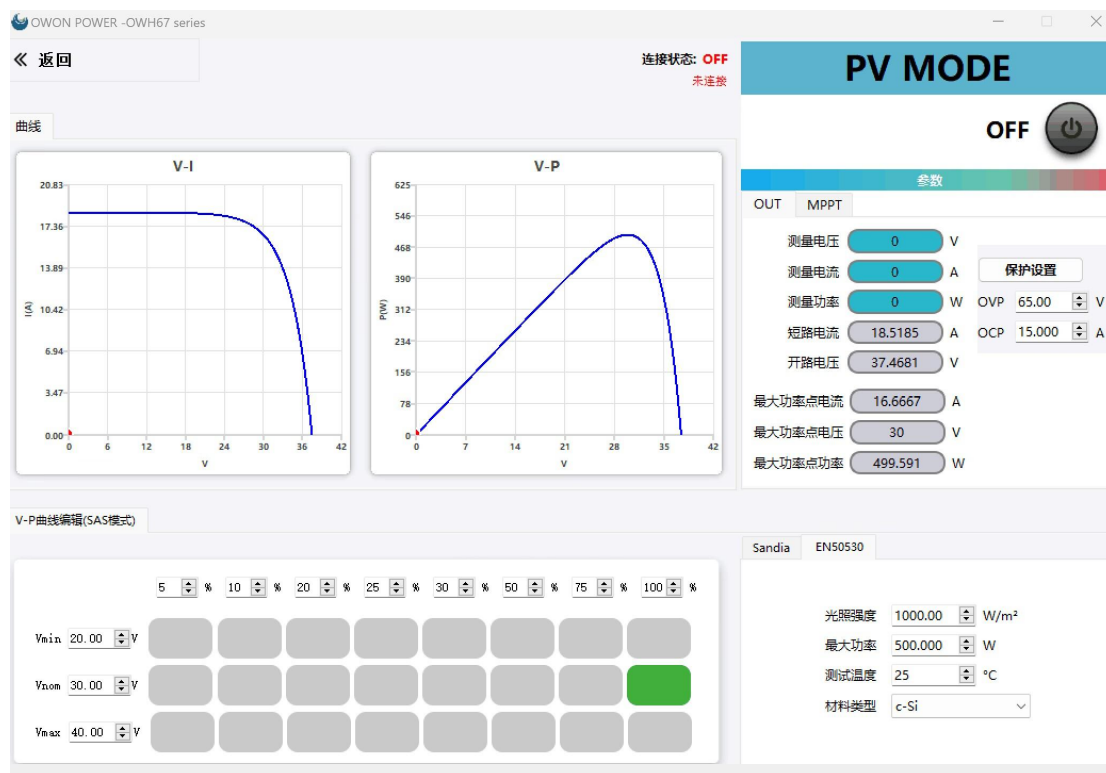 OWON POWER -OWH67 series
返回
连接状态: OFF
未连接
PV MODE
OFF
曲线
V-I
20.83
17.36
13.89
10.42
6.94
3.47
0.00
I(A)
0 6 12 18 24 30 36 42
V
V-P
625
546
468
390
312
234
156
78
0
P(W)
0 7 14 21 28 35 42
V
参数
OUT MPPT
测量电压 0 V
测量电流 0 A
测量功率 0 W
短路电流 18.5185 A
开路电压 37.4681 V
最大功率点电流 16.6667 A
最大功率点电压 30 V
最大功率点功率 499.591 W
保护设置
OVP 65.00 V
OCP 15.000 A
V-P曲线编辑(SAS模式)
5 % 10 % 20 % 25 % 30 % 50 % 75 % 100 %
Vmin 20.00 V
Vnom 30.00 V
Vmax 40.00 V
Sandia EN50530
光照强度 1000.00 W/m²
最大功率 500.000 W
测试温度 25 °C
材料类型 c-Si